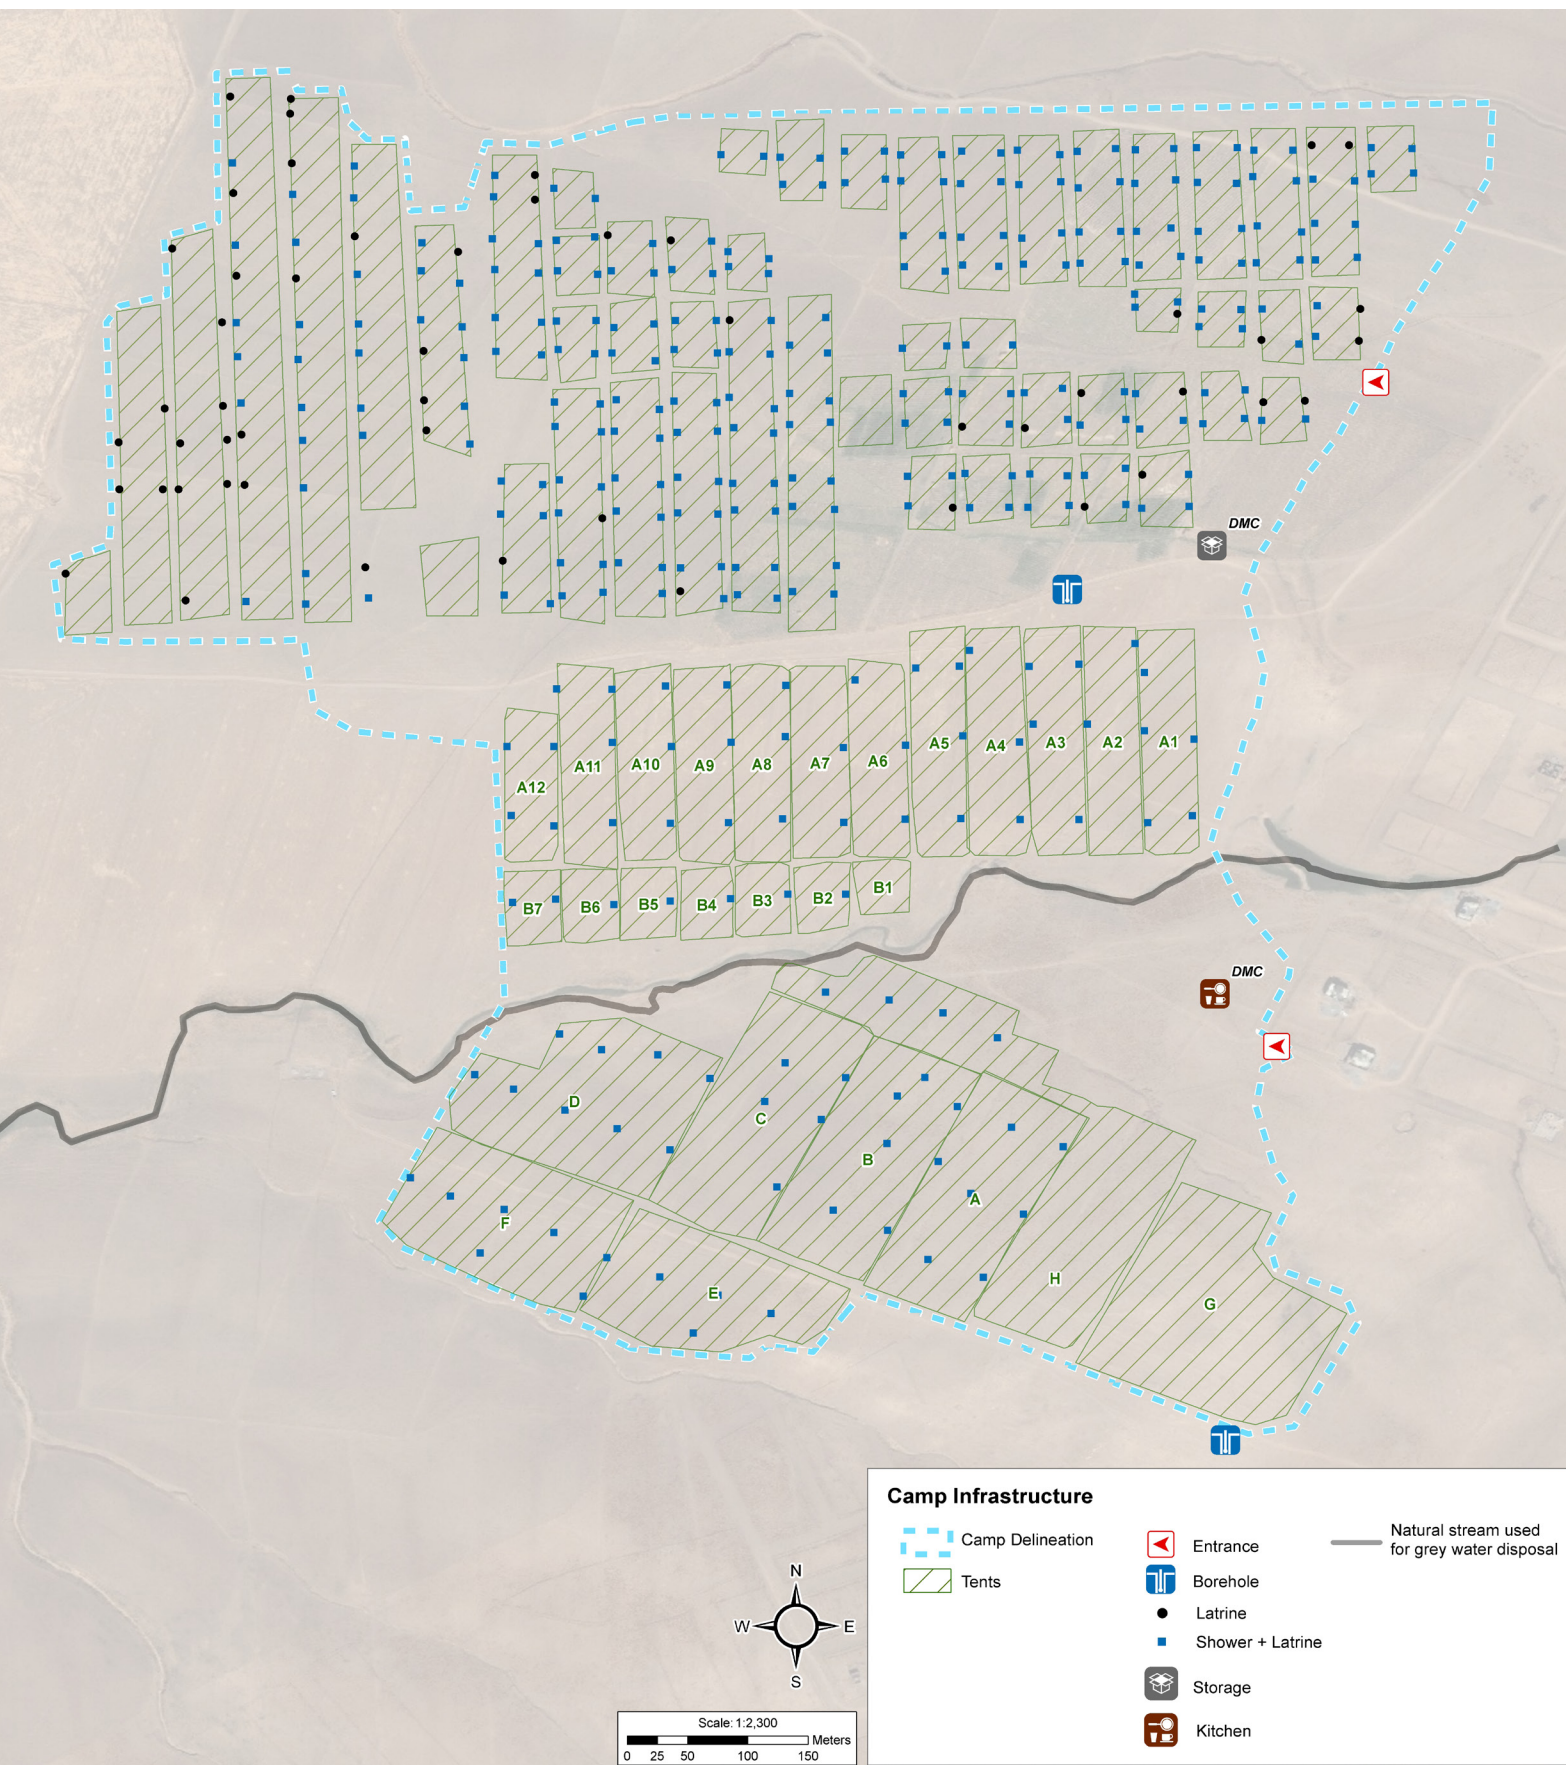 DMC
A5
A4
A3
A2
A1
A12
A11
A10
A9
A8
A7
A6
B7
B6
B5
B4
B3
B2
B1
DMC
D
C
B
A
F
E
H
G
Camp Infrastructure
Camp Delineation
Tents
Entrance
Borehole
Latrine
Shower + Latrine
Storage
Kitchen
Natural stream used
for grey water disposal
N
W E
S
Scale: 1:2,300
Meters
0 25 50 100 150